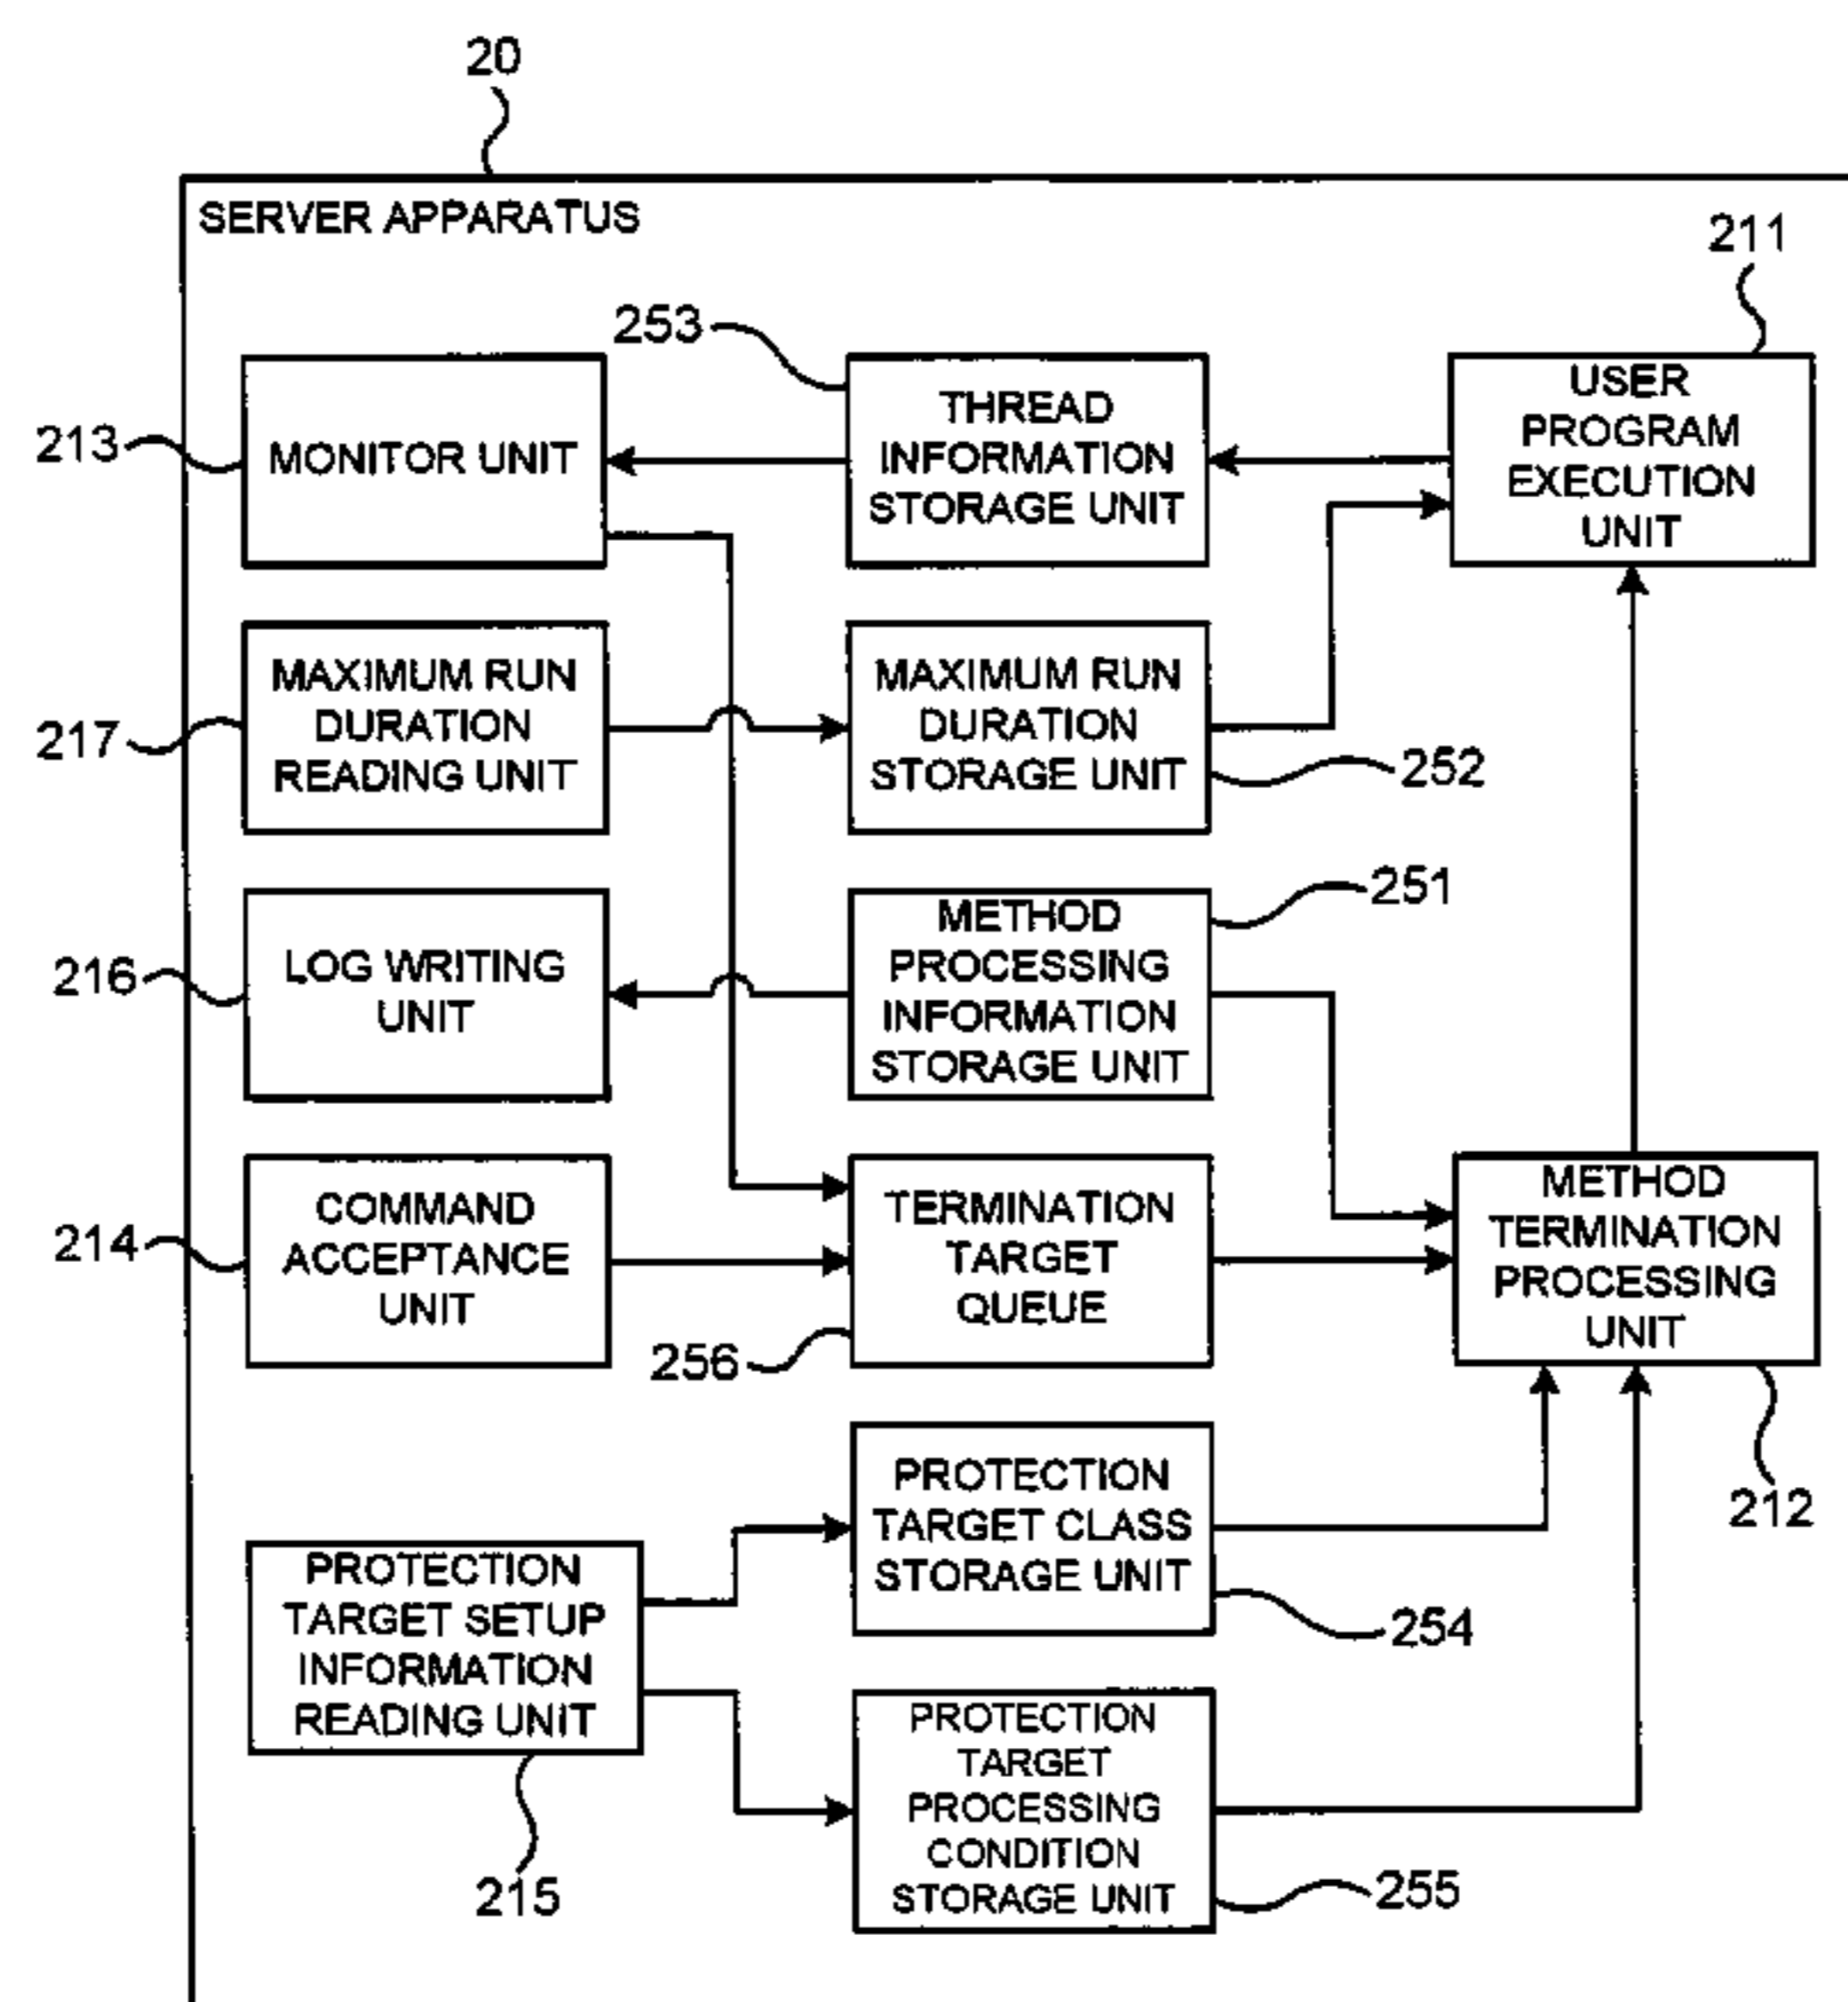 20
SERVER APPARATUS
211
253
USER
PROGRAM
EXECUTION
UNIT
THREAD
INFORMATION
STORAGE UNIT
213
MONITOR UNIT
MAXIMUM RUN
DURATION
READING UNIT
217
MAXIMUM RUN
DURATION
STORAGE UNIT
252
251
METHOD
PROCESSING
INFORMATION
STORAGE UNIT
216
LOG WRITING
UNIT
COMMAND
ACCEPTANCE
UNIT
214
TERMINATION
TARGET
QUEUE
256
METHOD
TERMINATION
PROCESSING
UNIT
212
PROTECTION
TARGET CLASS
STORAGE UNIT
254
PROTECTION
TARGET SETUP
INFORMATION
READING UNIT
215
PROTECTION
TARGET
PROCESSING
CONDITION
STORAGE UNIT
255